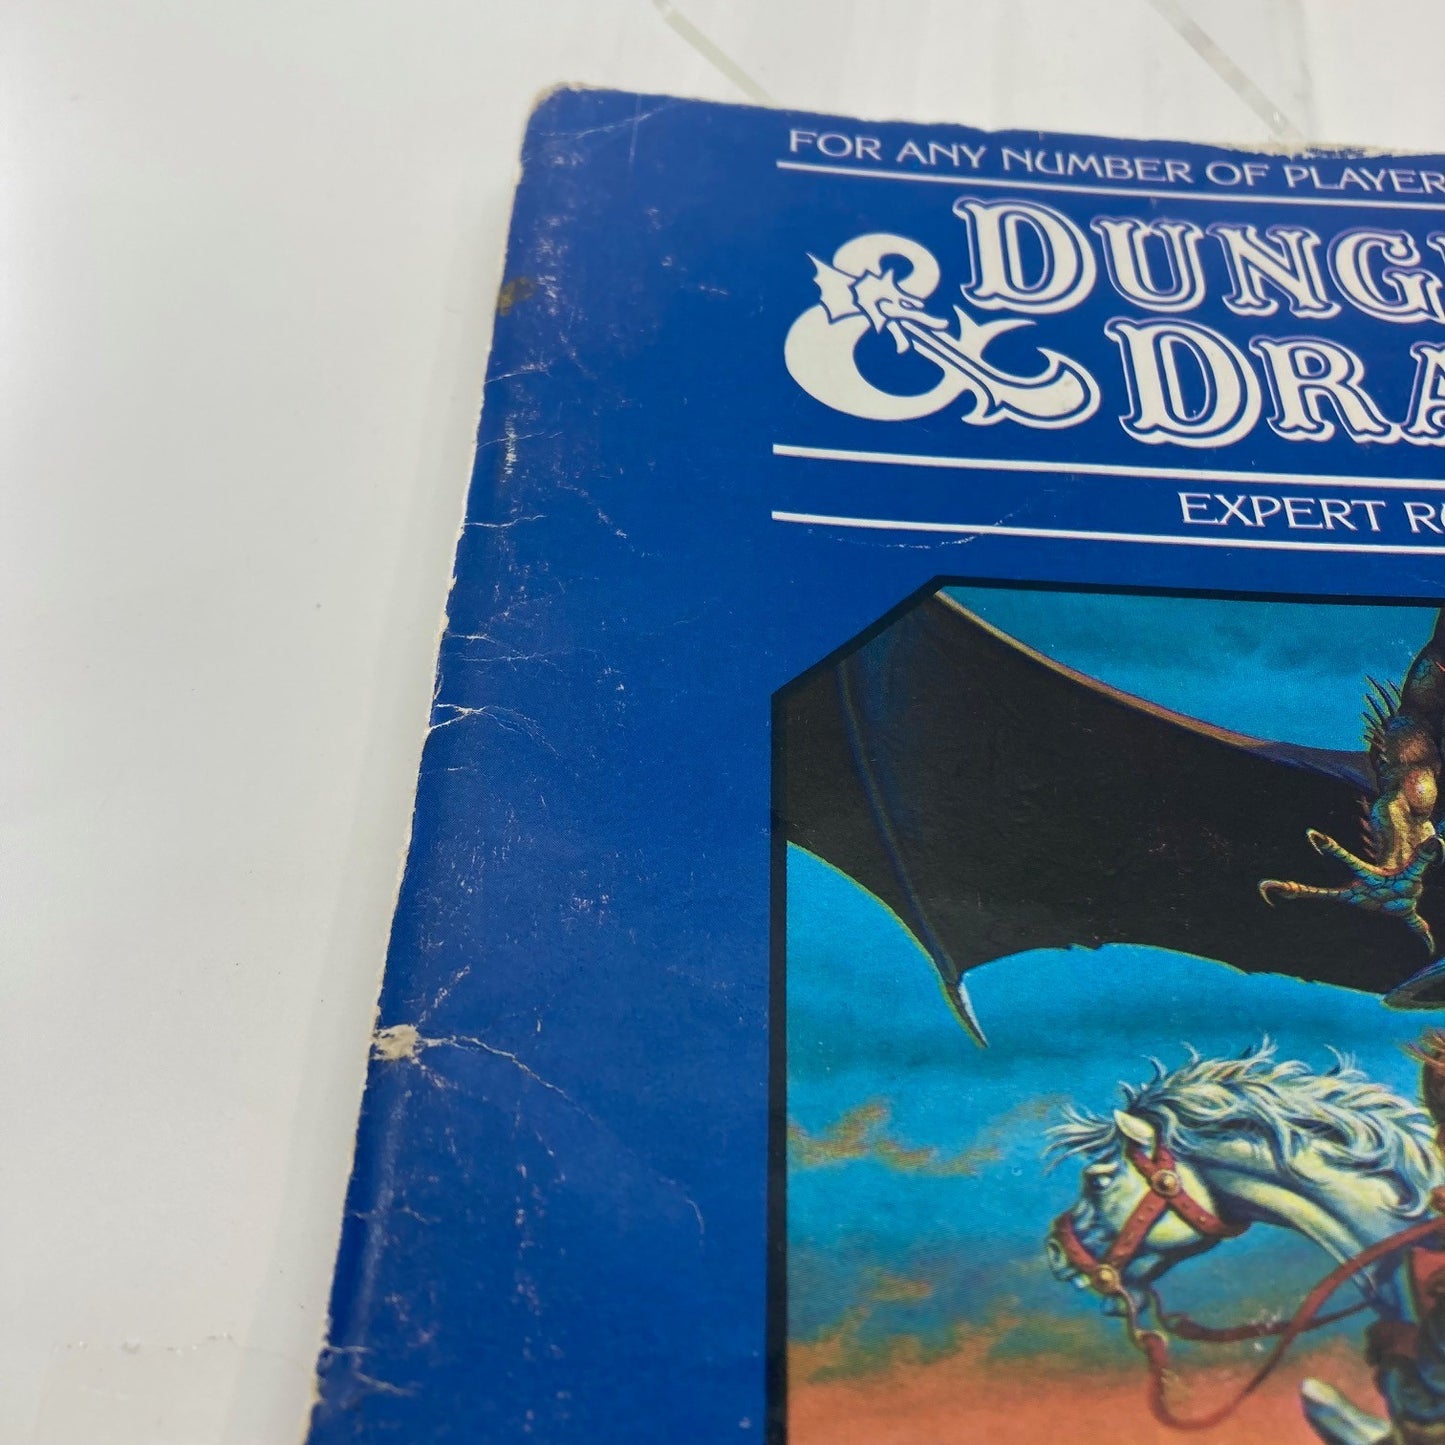 FOR ANY NUMBER OF PLAYER
& DUNG
DRA
EXPERT R